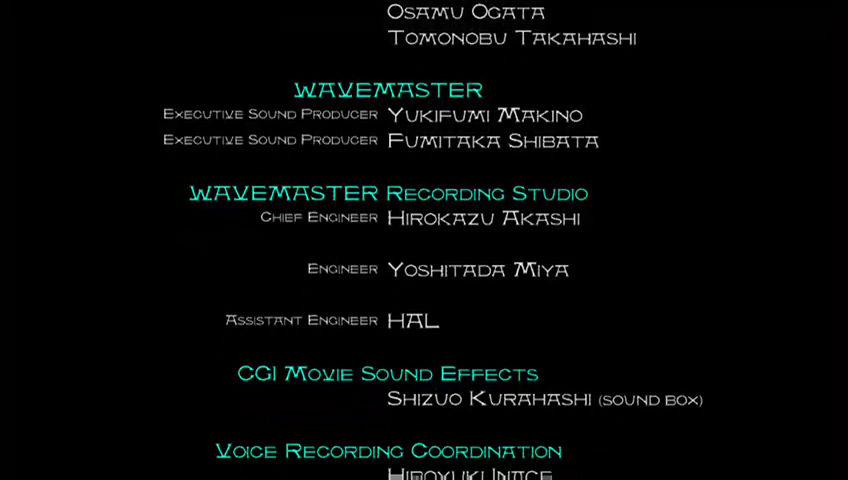 Osamu Ogata
Tomonobu Takahashi
WAVEMASTER
Executive Sound Producer Yukifumi Makino
Executive Sound Producer Fumitaka Shibata
WAVEMASTER Recording Studio
Chief Engineer Hirokazu Akashi
Engineer Yoshitada Miya
Assistant Engineer HAL
CGI Movie Sound Effects
Shizuo Kurahashi (sound box)
Voice Recording Coordination